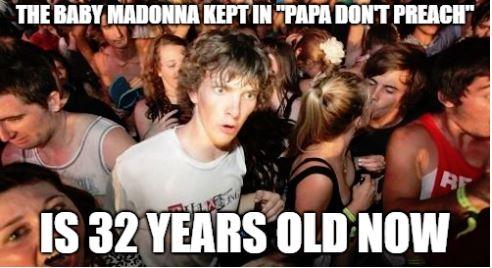 THE BABY MADONNA KEPT IN "PAPA DON'T PREACH"
IS 32 YEARS OLD NOW